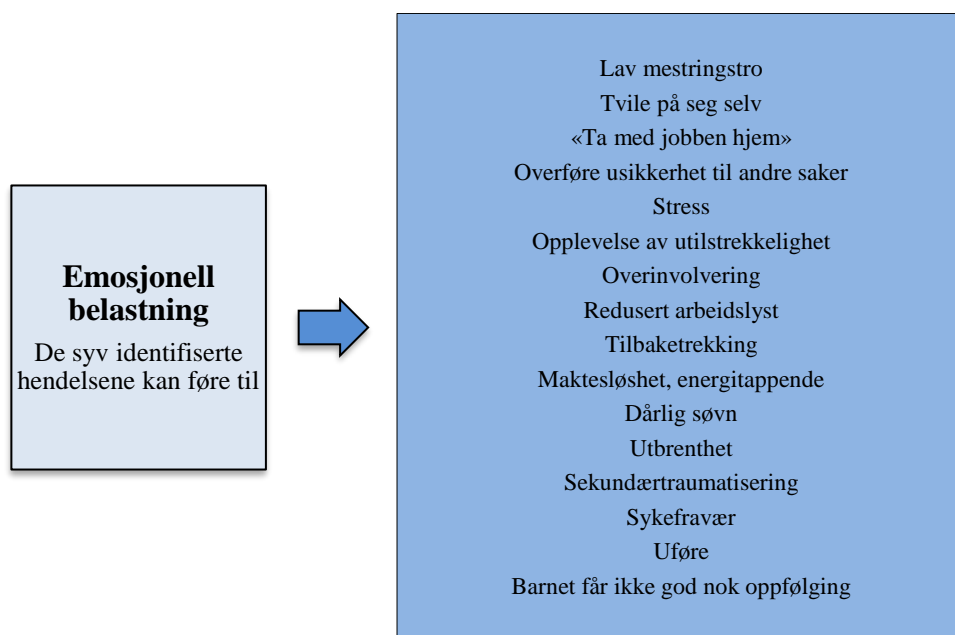 Emosjonell
belastning
De syv identifiserte
hendelsene kan føre til
Lav mestringstro
Tvile på seg selv
«Ta med jobben hjem»
Overføre usikkerhet til andre saker
Stress
Opplevelse av utilstrekkelighet
Overinvolvering
Redusert arbeidslyst
Tilbaketrekking
Maktesløshet, energitappende
Dårlig søvn
Utbrenthet
Sekundærtraumatisering
Sykefravær
Uføre
Barnet får ikke god nok oppfølging